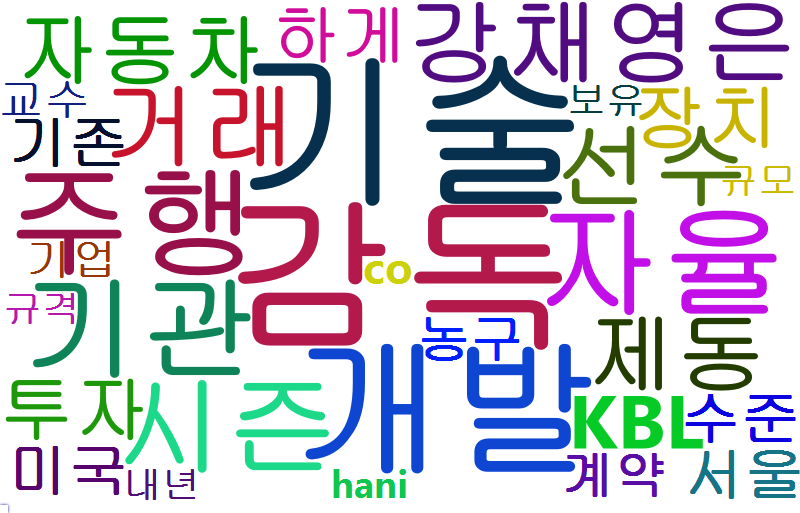 자동차
하게
강채영은
교수
기존
거래
기술
보유
장치
선수
규모
주행
기업
감독
co
자율
규격
기관
농구
제동
투자
시즌
개발
KBL
수준
미국
내년
hani
계약
서울